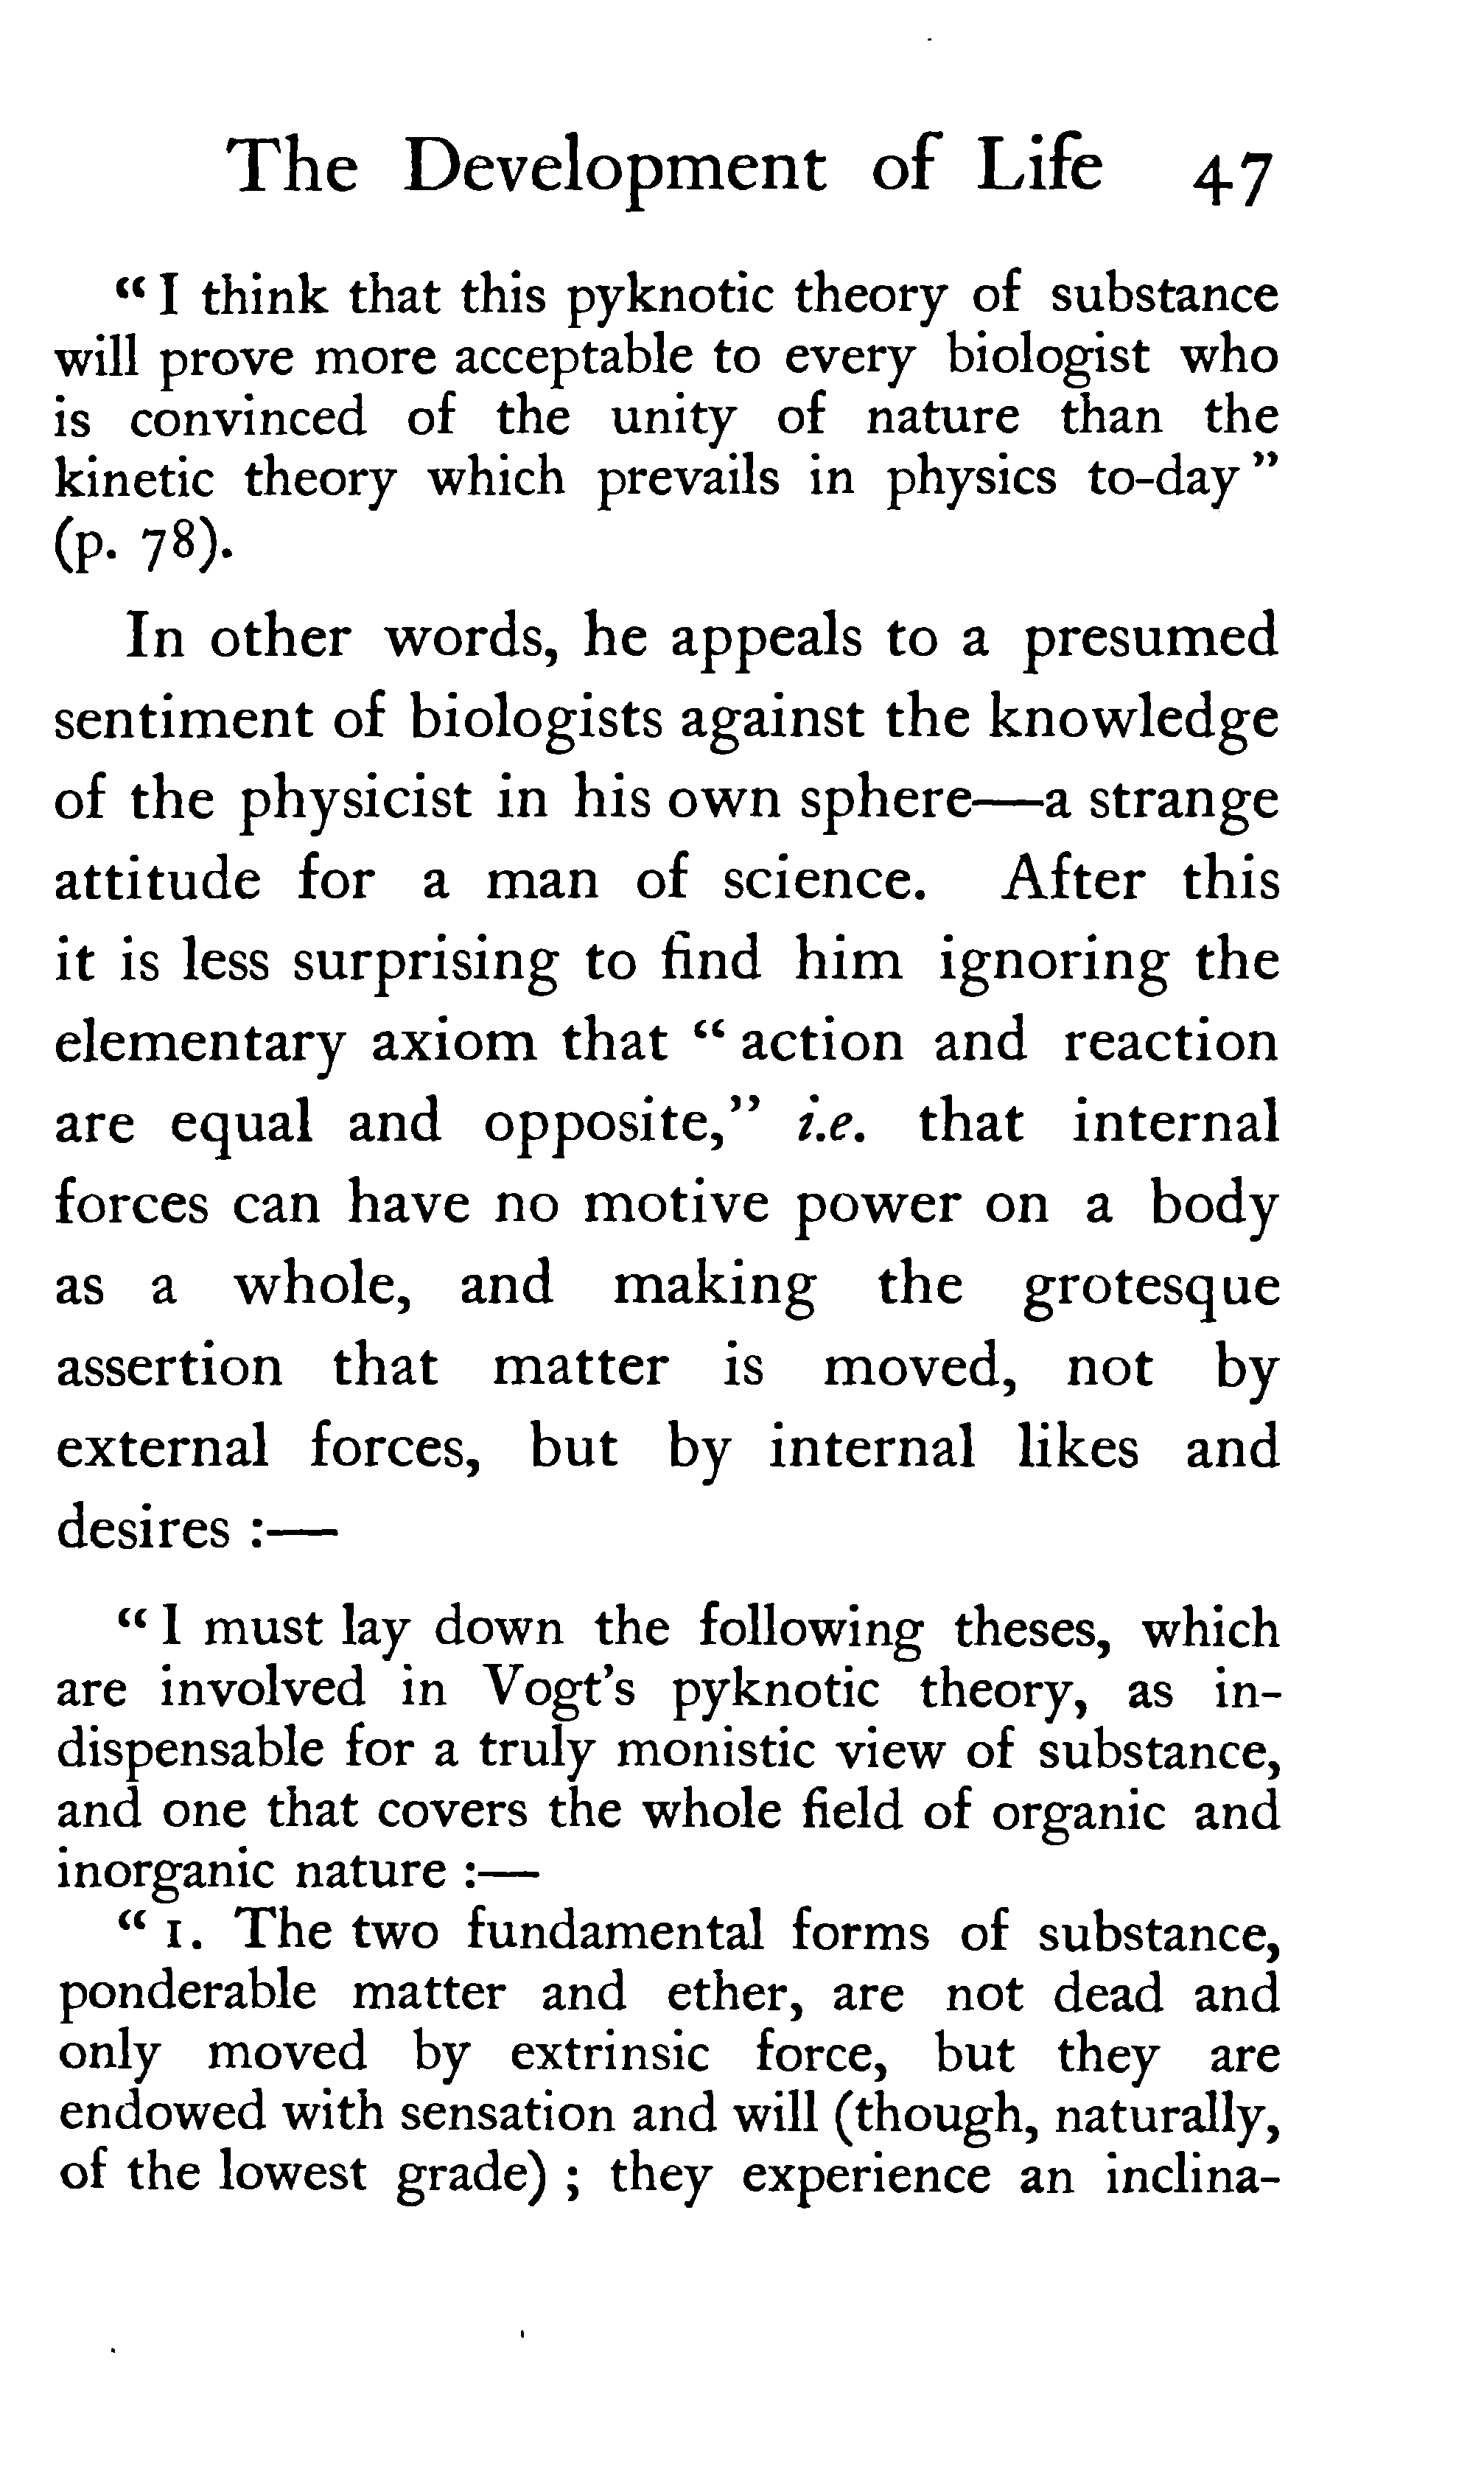 The Development of Life 47
“ I think that this pyknotic theory of substance
will prove more acceptable to every biologist who
is convinced of the unity of nature than the
kinetic theory which prevails in physics to-day ”
(p. 78).
In other words, he appeals to a presumed
sentiment of biologists against the knowledge
of the physicist in his own sphere—a strange
attitude for a man of science. After this
it is less surprising to find him ignoring the
elementary axiom that “ action and reaction
are equal and opposite,” i.e. that internal
forces can have no motive power on a body
as a whole, and making the grotesque
assertion that matter is moved, not by
external forces, but by internal likes and
desires :—
“ I must lay down the following theses, which
are involved in Vogt’s pyknotic theory, as in-
dispensable for a truly monistic view of substance,
and one that covers the whole field of organic and
inorganic nature :—
“ 1. The two fundamental forms of substance,
ponderable matter and ether, are not dead and
only moved by extrinsic force, but they are
endowed with sensation and will (though, naturally,
of the lowest grade) ; they experience an inclina-